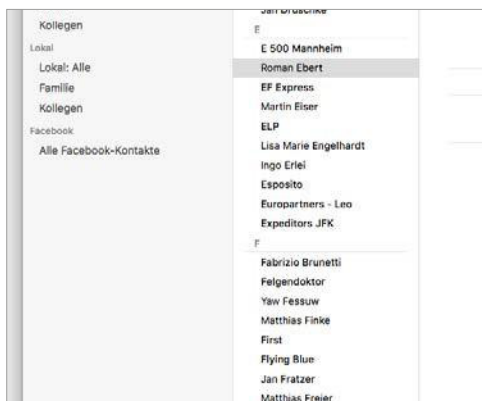 Kollegen
Lokal
Lokal: Alle
Familie
Kollegen
Facebook
Alle Facebook-Kontakte
Jan Druschke
E
E 500 Mannheim
Roman Ebert
EF Express
Martin Eiser
ELP
Lisa Marie Engelhardt
Ingo Erlei
Esposito
Europartners - Leo
Expeditors JFK
F
Fabrizio Brunetti
Felgendoktor
Yaw Fessuw
Matthias Finke
First
Flying Blue
Jan Fratzer
Matthias Freier